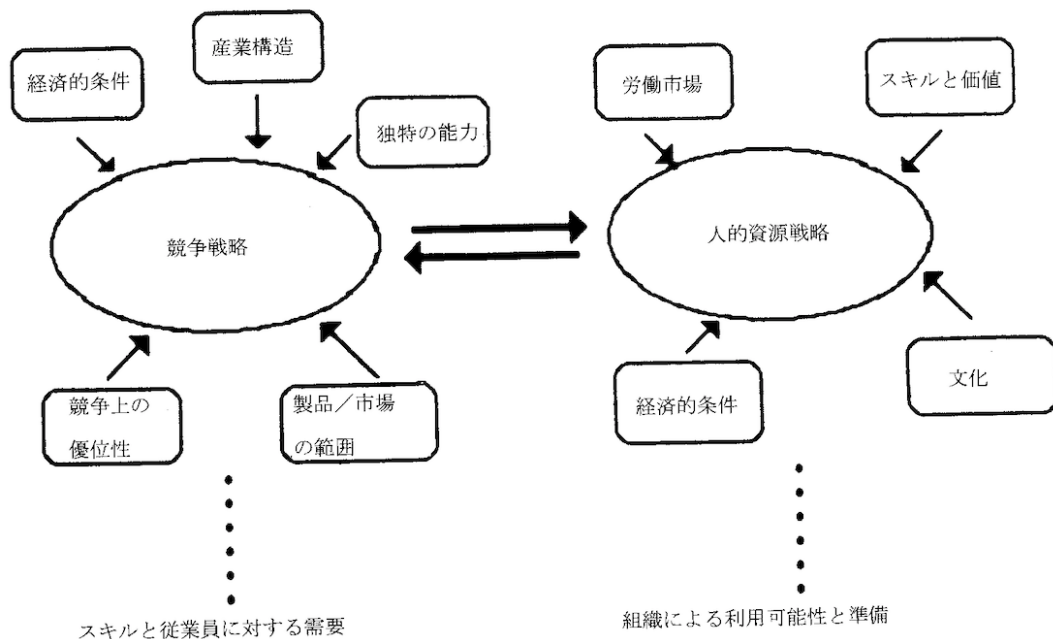 産業構造
経済的条件
独特の能力
競争戦略
競争上の
優位性
製品／市場
の範囲
スキルと従業員に対する需要
労働市場
スキルと価値
人的資源戦略
経済的条件
文化
組織による利用可能性と準備